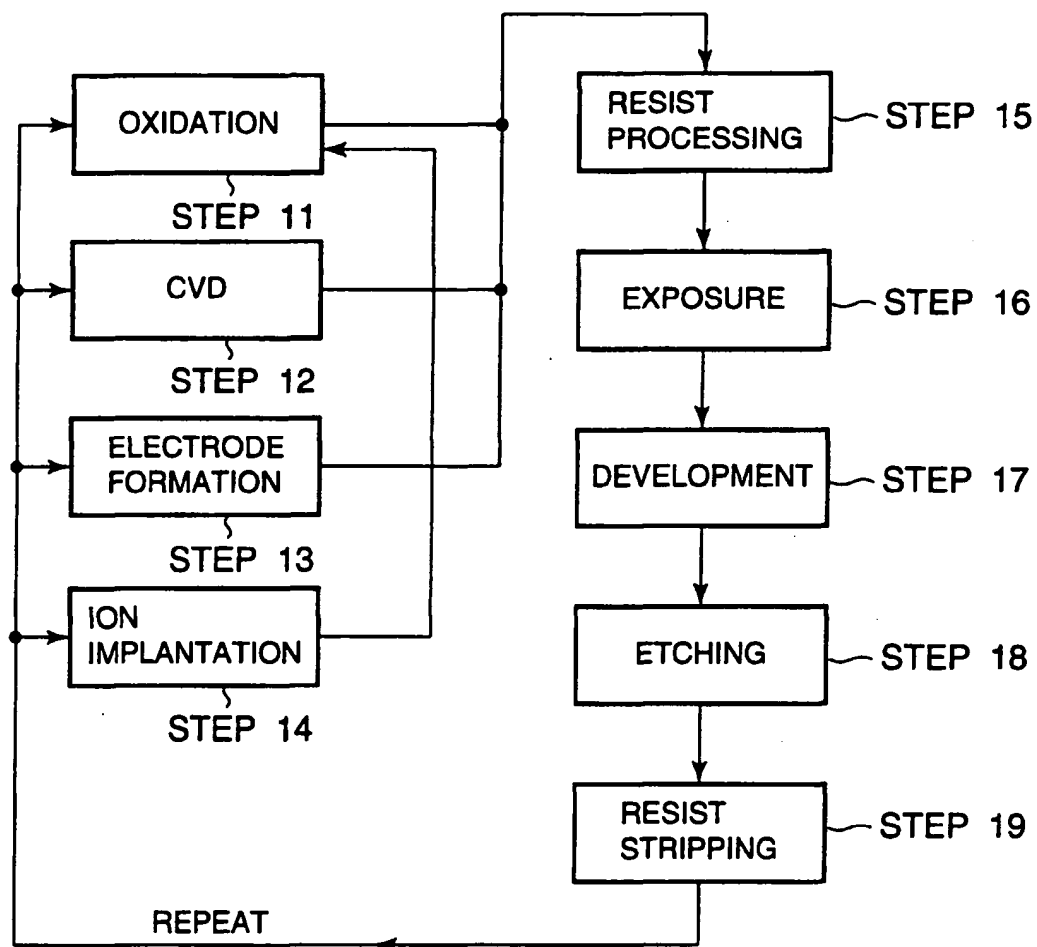 OXIDATION
STEP 11
CVD
STEP 12
ELECTRODE
FORMATION
STEP 13
ION
IMPLANTATION
STEP 14
RESIST
PROCESSING
STEP 15
EXPOSURE
STEP 16
DEVELOPMENT
STEP 17
ETCHING
STEP 18
RESIST
STRIPPING
STEP 19
REPEAT